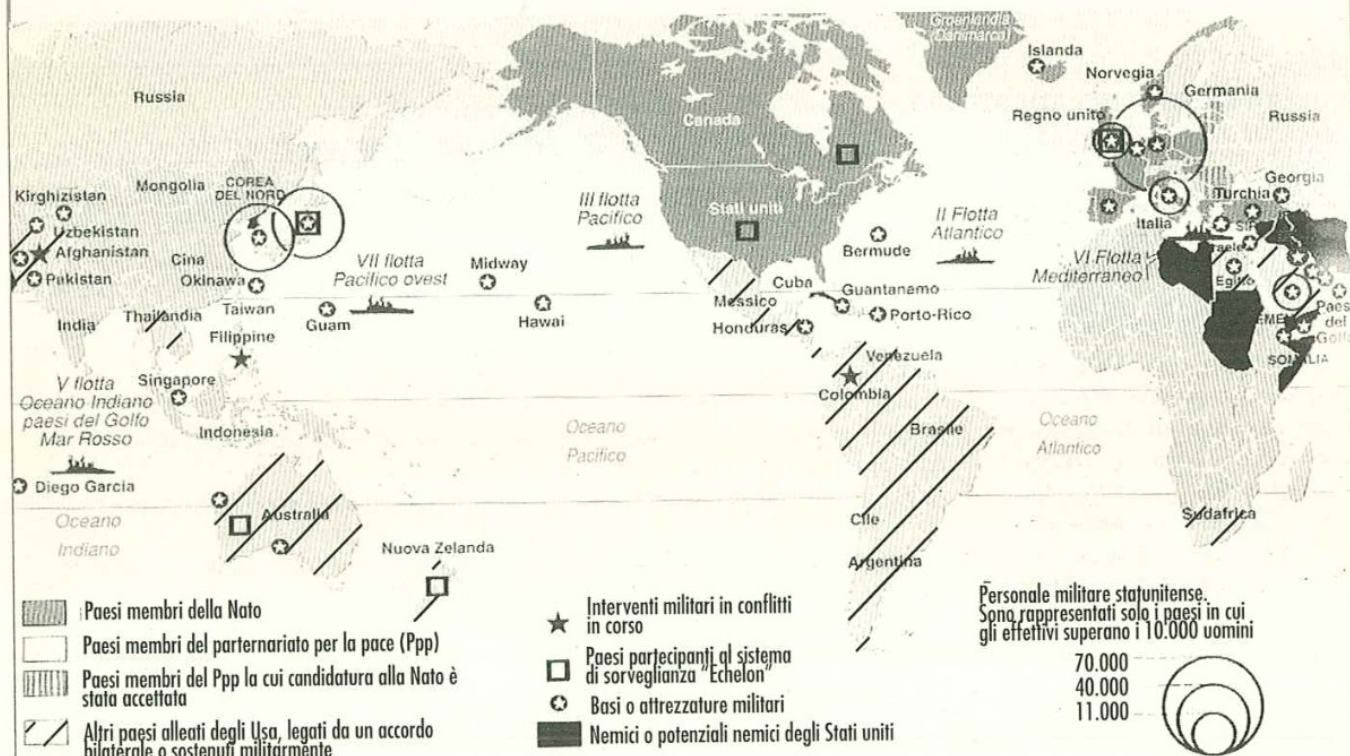 Groenlandia
(Danimarca)
Islanda
Norvegia
Germania
Russia
Canada
Regno unito
Russia
Mongolia
COREA
DEL NORD
Kirghizistan
Georgia
Turchia
III flotta
Pacifico
Stati uniti
II Flotta
Atlantico
Italia
Uzbekistan
Afghanistan
Cina
VII flotta
Pacifico ovest
Midway
Bermude
VI Flotta
Mediterraneo
Pakistan
Okinawa
Cuba
Guantanamo
Egitto
Taiwan
Messico
India
Thailandia
Guam
Hawai
Honduras
Porto-Rico
Paesi
del
Golfo
Filippine
Venezuela
SOMALIA
V flotta
Oceano Indiano
paesi del Golfo
Mar Rosso
Singapore
Colombia
Indonesia
Oceano
Pacifico
Brasile
Oceano
Atlantico
Diego Garcia
Australia
Cile
Sudafrica
Oceano
Indiano
Nuova Zelanda
Argentina
Paesi membri della Nato
Paesi membri del parternariato per la pace (Ppp)
Paesi membri del Ppp la cui candidatura alla Nato è
stata accettata
Altri paesi alleati degli Usa, legati da un accordo
bilaterale o sostenuti militarmente
Interventi militari in conflitti
in corso
Paesi partecipanti al sistema
di sorveglianza "Echelon"
Basi o attrezzature militari
Nemici o potenziali nemici degli Stati uniti
Personale militare statunitense.
Sono rappresentati solo i paesi in cui
gli effettivi superano i 10.000 uomini
70.000
40.000
11.000